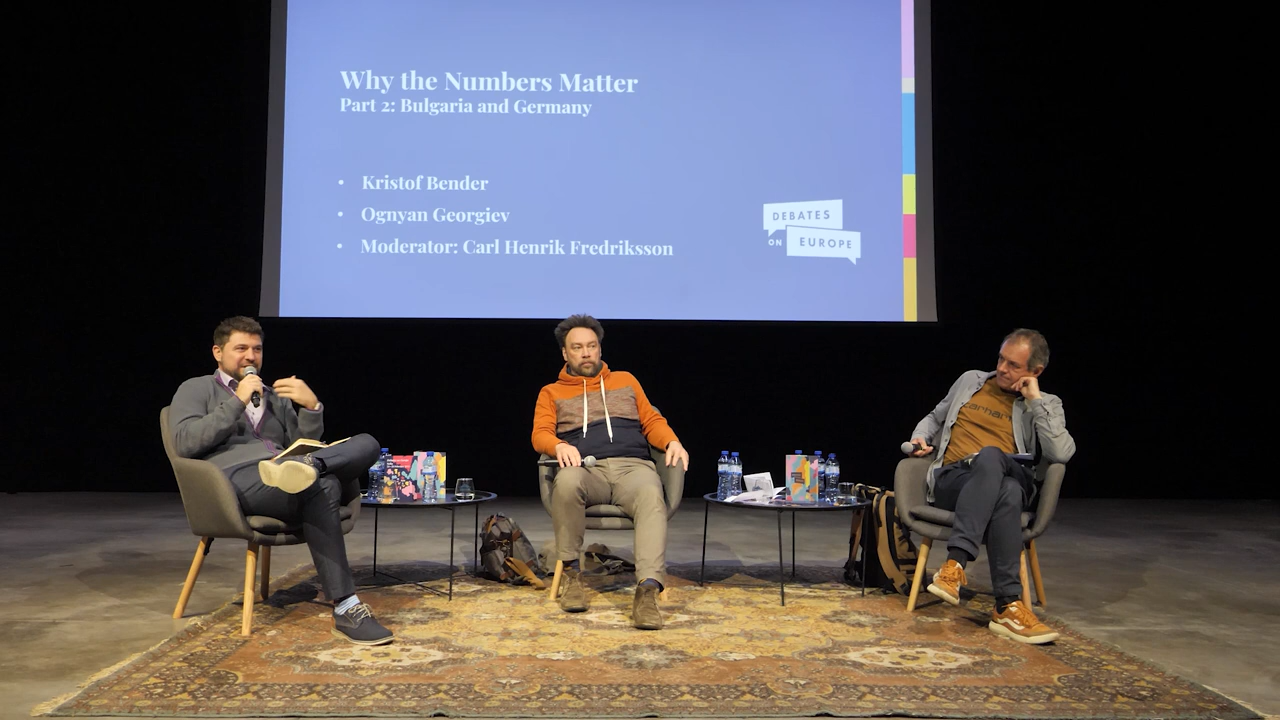 Why the Numbers Matter
Part 2: Bulgaria and Germany
• Kristof Bender
• Ognyan Georgiev
• Moderator: Carl Henrik Fredriksson
DEBATES
ON EUROPE
carhar